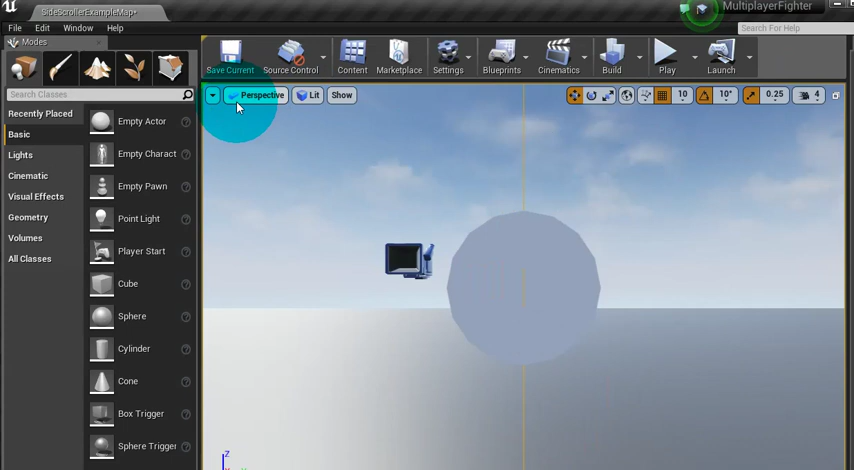 SideScrollerExampleMap*
MultiplayerFighter
File Edit Window Help
Search For Help
Modes
Save Current Source Control Content Marketplace Settings Blueprints Cinematics Build Play Launch
Search Classes
Perspective Lit Show 10 10° 0.25 4
Recently Placed
Basic
Lights
Cinematic
Visual Effects
Geometry
Volumes
All Classes
Empty Actor
Empty Charact
Empty Pawn
Point Light
Player Start
Cube
Sphere
Cylinder
Cone
Box Trigger
Sphere Trigger
Z